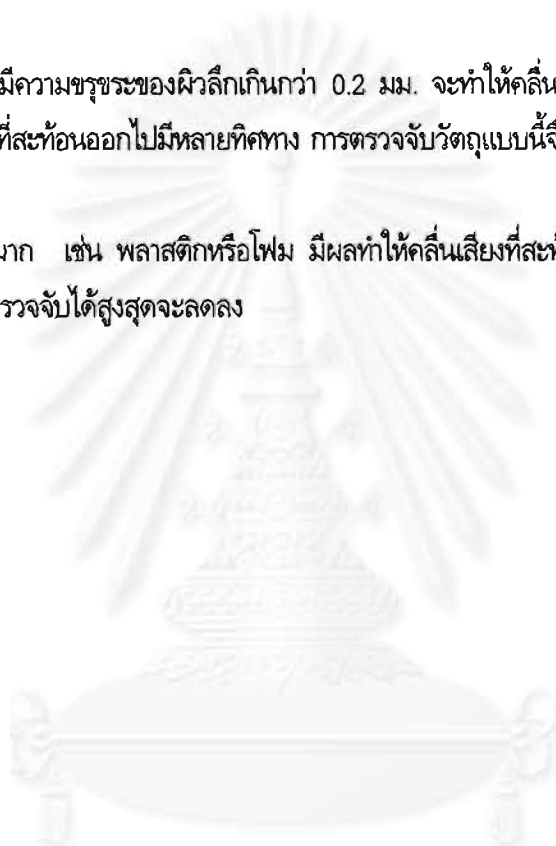 มีความขรุขระของผิวลึกเกินกว่า 0.2 มม. จะทำให้คลื่น
ที่สะท้อนออกไปมีหลายทิศทาง การตรวจจับวัตถุแบบนี้จึ
มาก เช่น พลาสติกหรือโฟม มีผลทำให้คลื่นเสียงที่สะท้
รวจจับได้สูงสุดจะลดลง